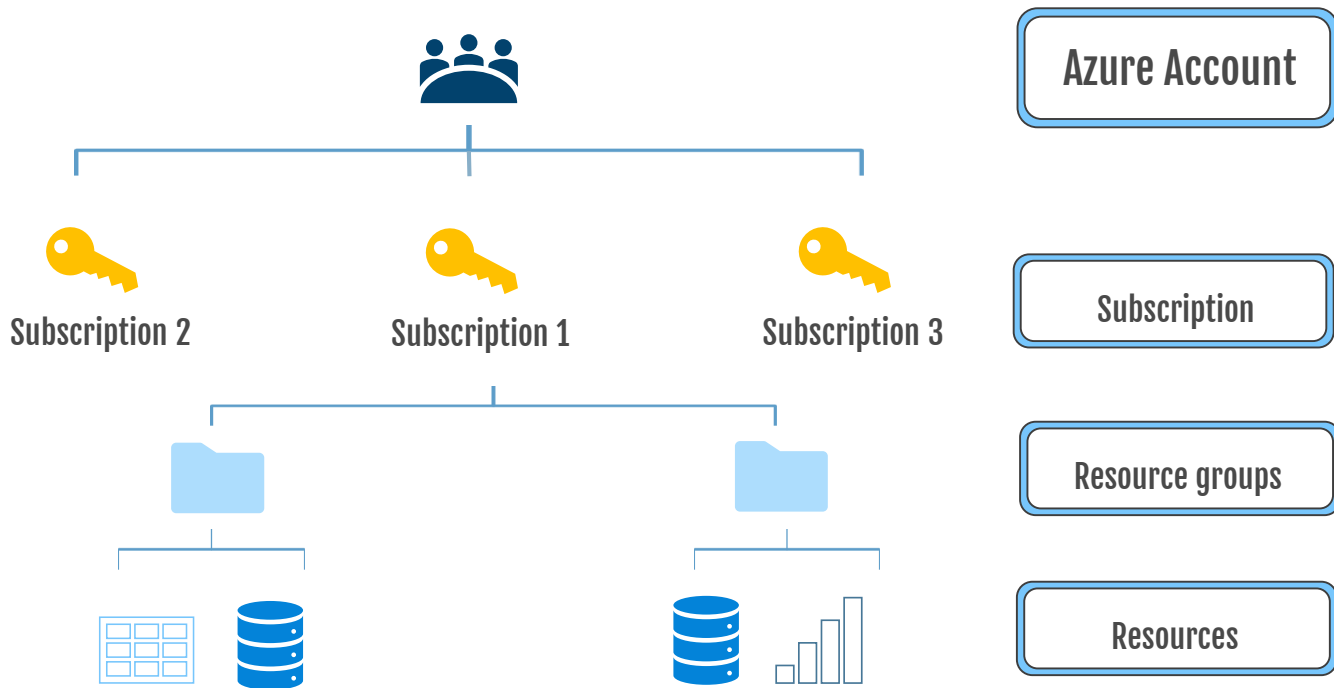 Azure Account
Subscription 2
Subscription 1
Subscription 3
Subscription
Resource groups
Resources